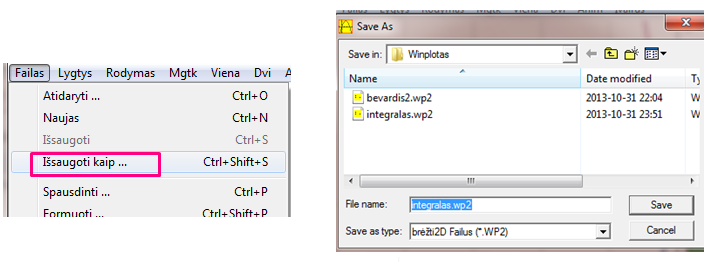 Failas Lygtys Rodymas Mgtk Viena Dvi
Atidaryti ... Ctrl+O
Naujas Ctrl+N
Išsaugoti Ctrl+S
Išsaugoti kaip ... Ctrl+Shift+S
Spausdinti ... Ctrl+P
Formuoti ... Ctrl+Shift+P
Save As
Save in: Winplotas
Name Date modified Ty
bevardis2.wp2 2013-10-31 22:04 W
integralas.wp2 2013-10-31 23:51 W
File name: integralas.wp2 Save
Save as type: brėžti2D Failus (*.WP2) Cancel